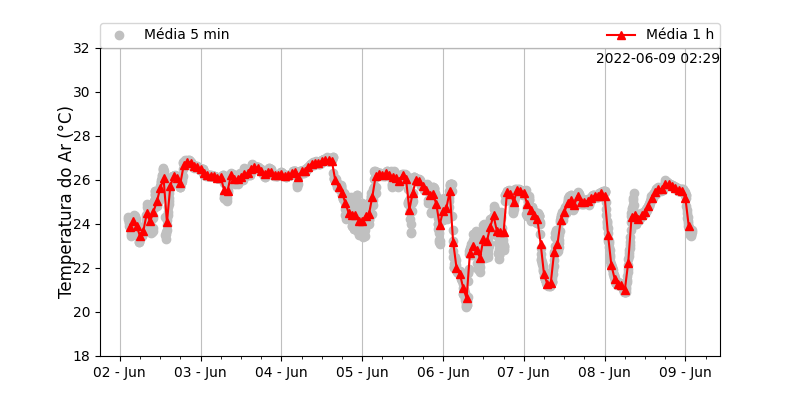 Média 5 min
Média 1 h
2022-06-09 02:29
Temperatura do Ar (°C)
32
30
28
26
24
22
20
18
02 - Jun
03 - Jun
04 - Jun
05 - Jun
06 - Jun
07 - Jun
08 - Jun
09 - Jun